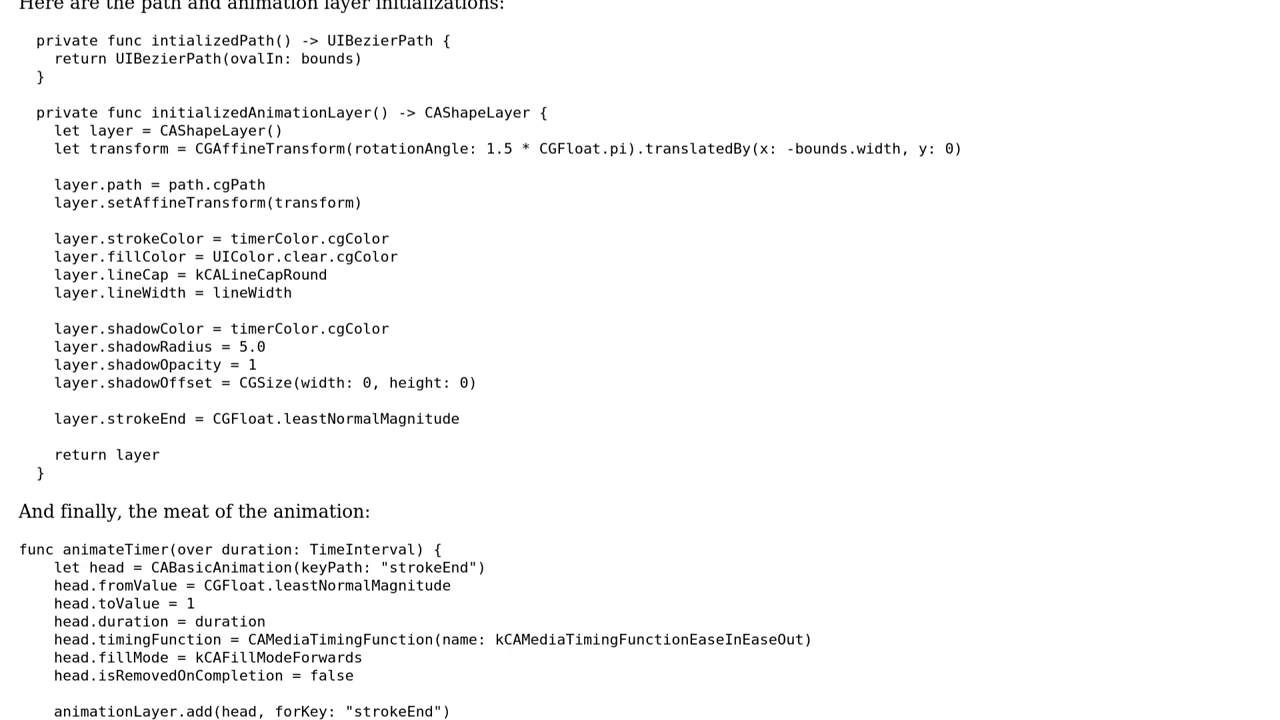 Here are the path and animation layer initializations:
private func intializedPath() -> UIBezierPath {
return UIBezierPath(ovalIn: bounds)
}
private func initializedAnimationLayer() -> CAShapeLayer {
let layer = CAShapeLayer()
let transform = CGAffineTransform(rotationAngle: 1.5 * CGFloat.pi).translatedBy(x: -bounds.width, y: 0)
layer.path = path.cgPath
layer.setAffineTransform(transform)
layer.strokeColor = timerColor.cgColor
layer.fillColor = UIColor.clear.cgColor
layer.lineCap = kCALineCapRound
layer.lineWidth = lineWidth
layer.shadowColor = timerColor.cgColor
layer.shadowRadius = 5.0
layer.shadowOpacity = 1
layer.shadowOffset = CGSize(width: 0, height: 0)
layer.strokeEnd = CGFloat.leastNormalMagnitude
return layer
}
And finally, the meat of the animation:
func animateTimer(over duration: TimeInterval) {
let head = CABasicAnimation(keyPath: "strokeEnd")
head.fromValue = CGFloat.leastNormalMagnitude
head.toValue = 1
head.duration = duration
head.timingFunction = CAMediaTimingFunction(name: kCAMediaTimingFunctionEaseInEaseOut)
head.fillMode = kCAFillModeForwards
head.isRemovedOnCompletion = false
animationLayer.add(head, forKey: "strokeEnd")